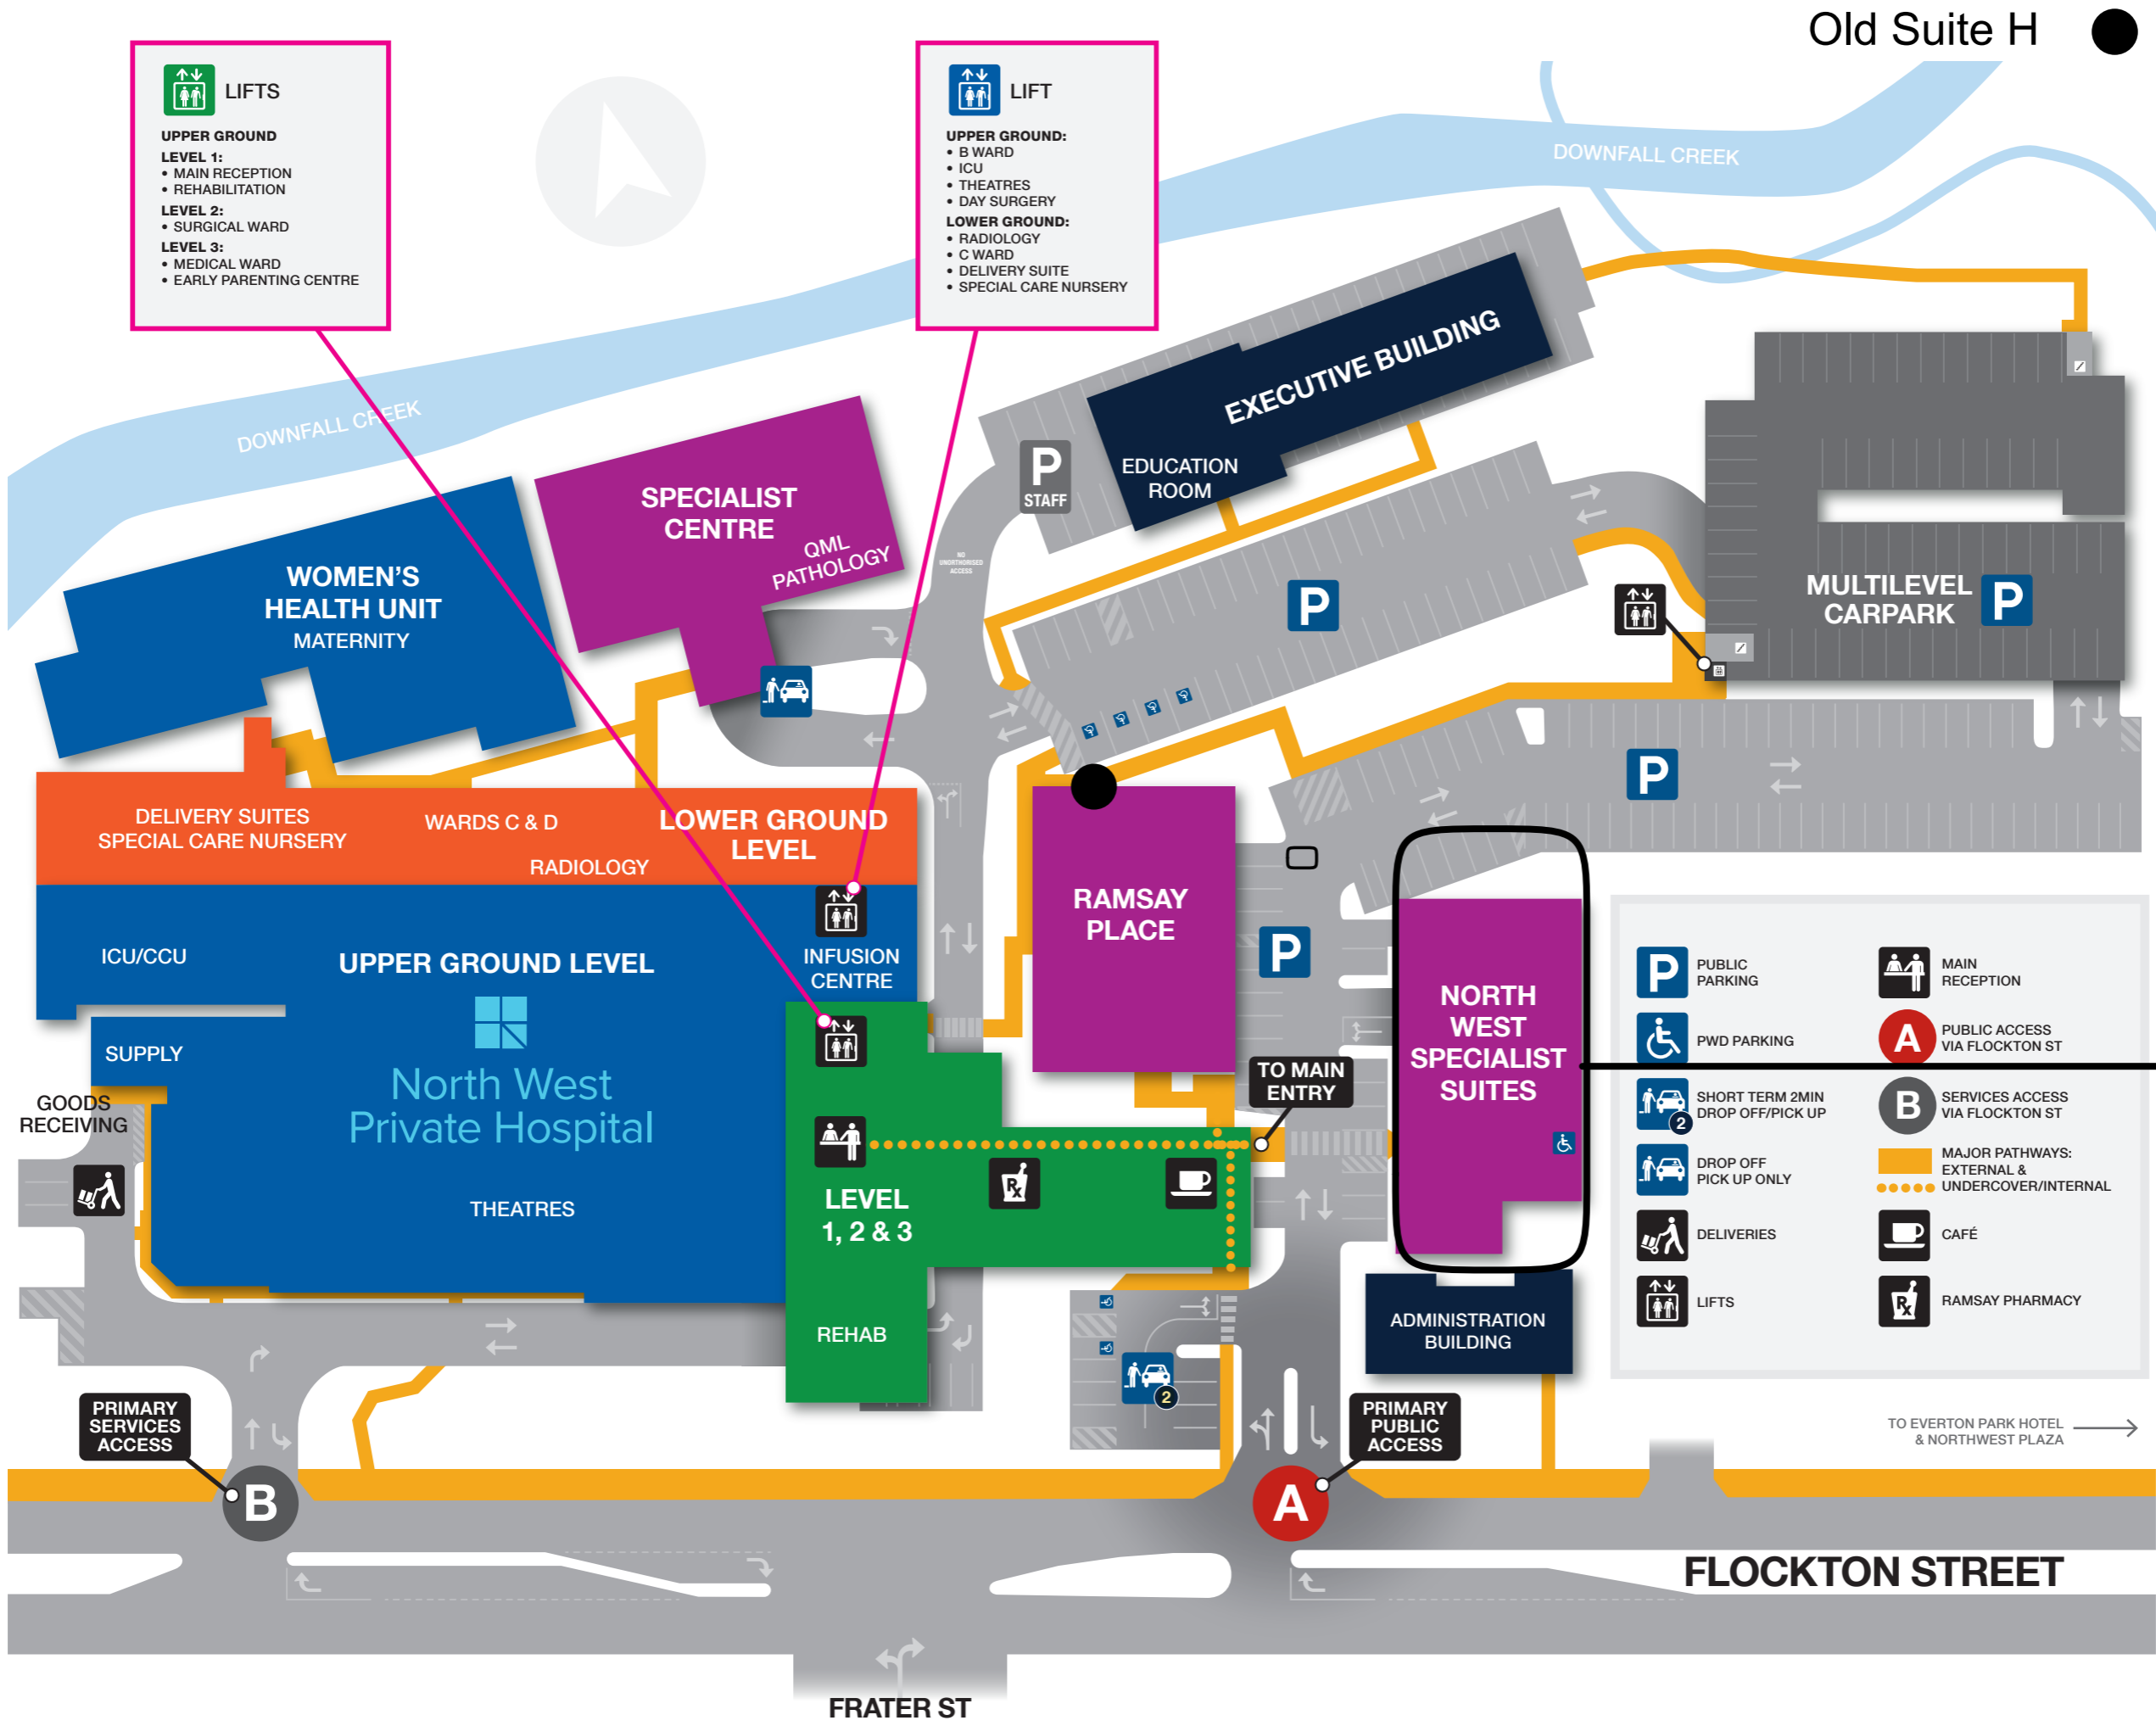 Old Suite H
LIFTS
UPPER GROUND
LEVEL 1:
• MAIN RECEPTION
• REHABILITATION
LEVEL 2:
• SURGICAL WARD
LEVEL 3:
• MEDICAL WARD
• EARLY PARENTING CENTRE
LIFT
UPPER GROUND:
• B WARD
• ICU
• THEATRES
• DAY SURGERY
LOWER GROUND:
• RADIOLOGY
• C WARD
• DELIVERY SUITE
• SPECIAL CARE NURSERY
DOWNFALL CREEK
DOWNFALL CREEK
EXECUTIVE BUILDING
EDUCATION
ROOM
P
STAFF
NO
UNORTHORISED
ACCESS
SPECIALIST
CENTRE
QML
PATHOLOGY
WOMEN'S
HEALTH UNIT
MATERNITY
P
MULTILEVEL
CARPARK
P
P
DELIVERY SUITES
SPECIAL CARE NURSERY
WARDS C & D
RADIOLOGY
LOWER GROUND
LEVEL
RAMSAY
PLACE
P
ICU/CCU
UPPER GROUND LEVEL
INFUSION
CENTRE
SUPPLY
North West
Private Hospital
GOODS
RECEIVING
THEATRES
TO MAIN
ENTRY
NORTH
WEST
SPECIALIST
SUITES
Rx
LEVEL
1, 2 & 3
REHAB
2
ADMINISTRATION
BUILDING
P
PUBLIC
PARKING
PWD PARKING
2
SHORT TERM 2MIN
DROP OFF/PICK UP
DROP OFF
PICK UP ONLY
DELIVERIES
LIFTS
MAIN
RECEPTION
A
PUBLIC ACCESS
VIA FLOCKTON ST
B
SERVICES ACCESS
VIA FLOCKTON ST
MAJOR PATHWAYS:
EXTERNAL &
UNDERCOVER/INTERNAL
CAFÉ
Rx
RAMSAY PHARMACY
PRIMARY
SERVICES
ACCESS
B
PRIMARY
PUBLIC
ACCESS
A
TO EVERTON PARK HOTEL
& NORTHWEST PLAZA
FLOCKTON STREET
FRATER ST